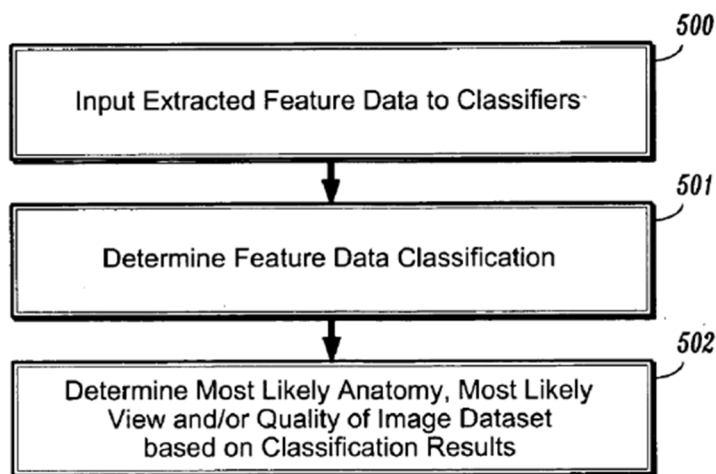 500
Input Extracted Feature Data to Classifiers
501
Determine Feature Data Classification
502
Determine Most Likely Anatomy, Most Likely
View and/or Quality of Image Dataset
based on Classification Results